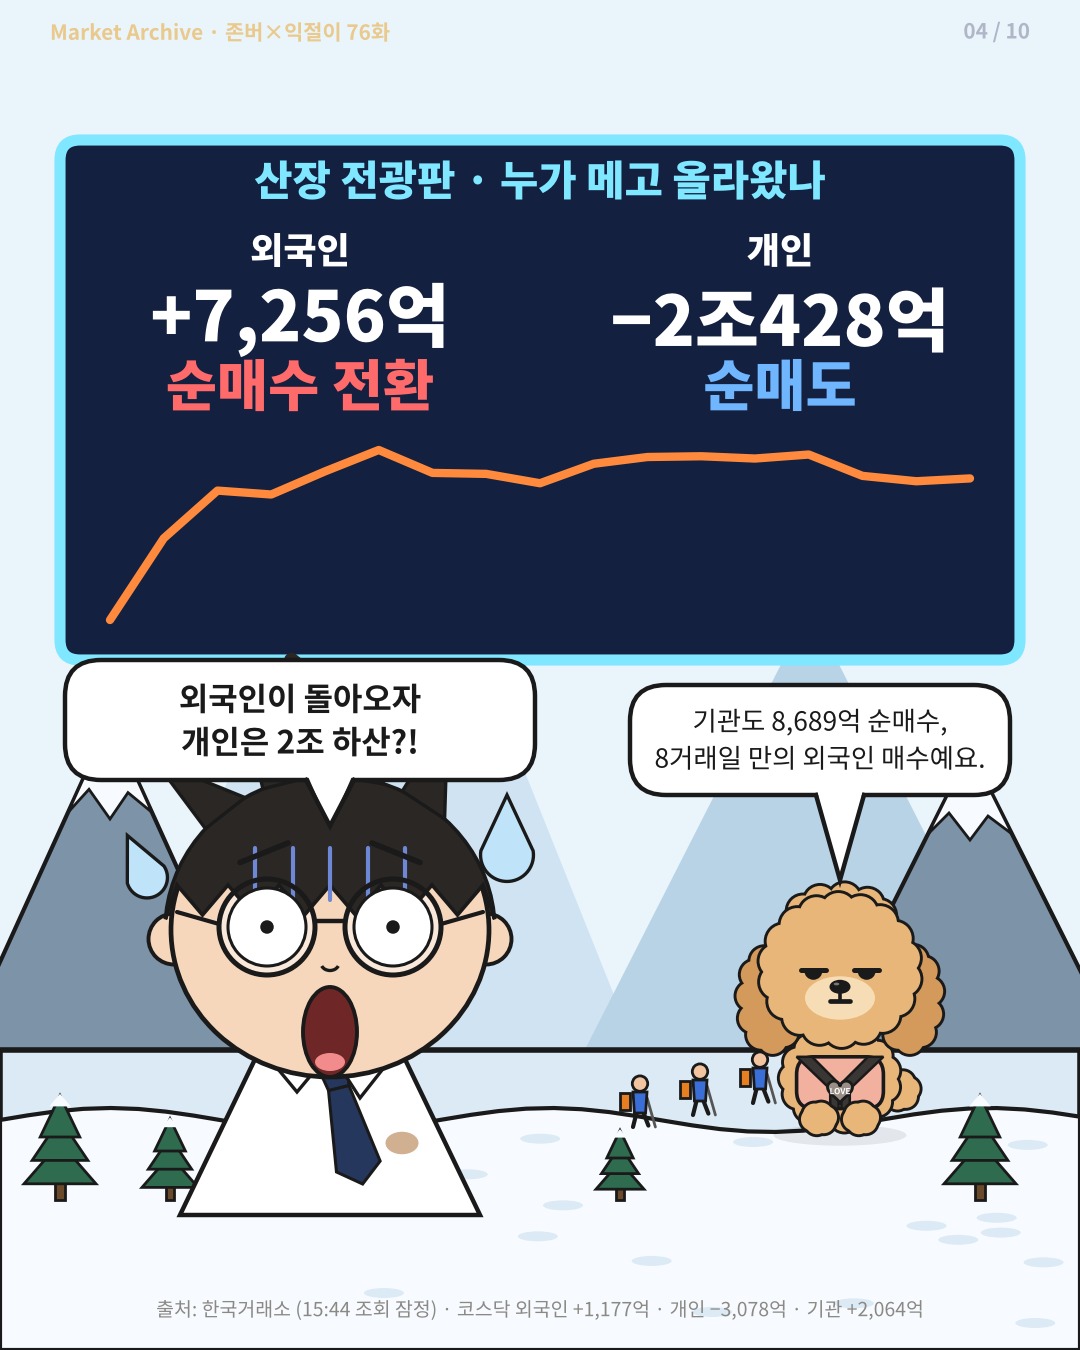 Market Archive · 존버×익절이 76화
04 / 10
산장 전광판 · 누가 메고 올라왔나
외국인
+7,256억
순매수 전환
개인
−2조428억
순매도
외국인이 돌아오자
개인은 2조 하산?!
기관도 8,689억 순매수,
8거래일 만의 외국인 매수예요.
LOVE
출처: 한국거래소 (15:44 조회 잠정) · 코스닥 외국인 +1,177억 · 개인 −3,078억 · 기관 +2,064억